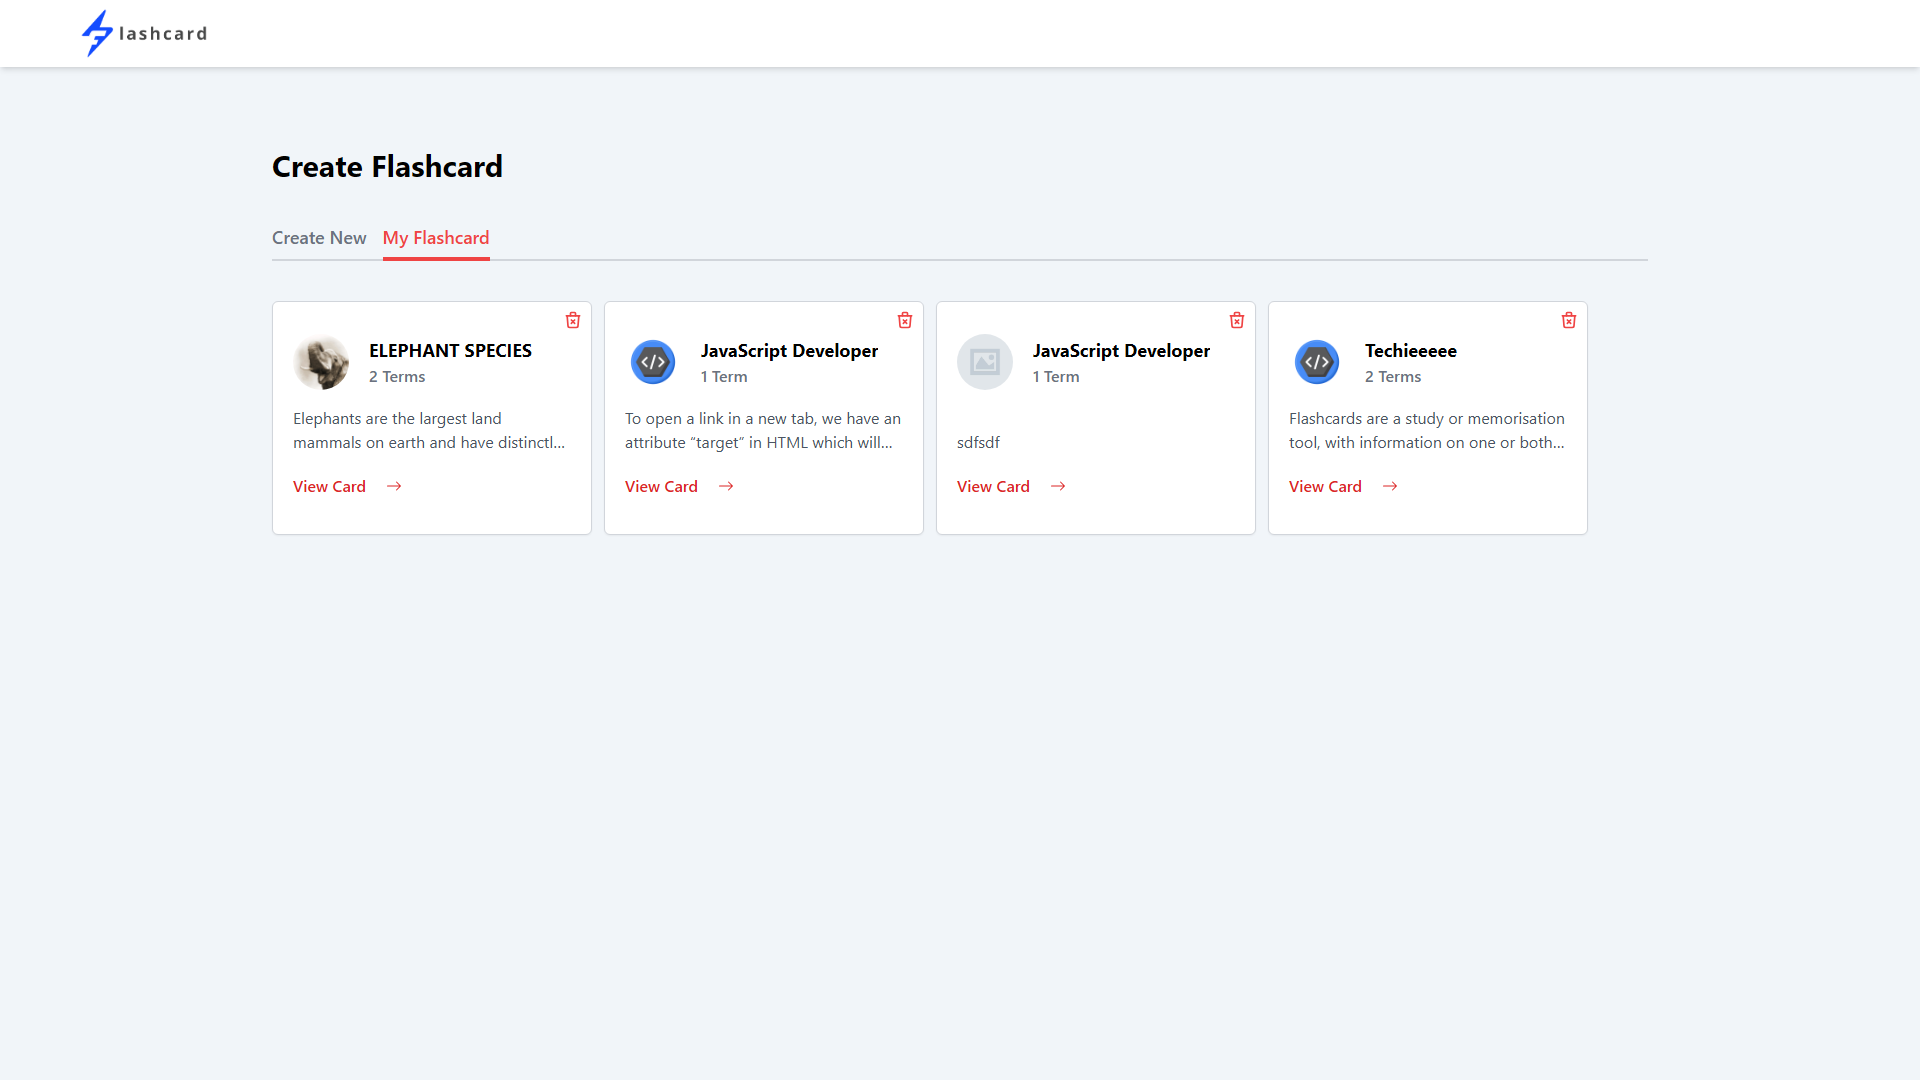 lashcard
Create Flashcard
Create New
My Flashcard
ELEPHANT SPECIES
2 Terms
Elephants are the largest land
mammals on earth and have distinctl...
View Card
JavaScript Developer
1 Term
To open a link in a new tab, we have an
attribute “target” in HTML which will...
View Card
JavaScript Developer
1 Term
sdfsdf
View Card
Techieeeee
2 Terms
Flashcards are a study or memorisation
tool, with information on one or both...
View Card